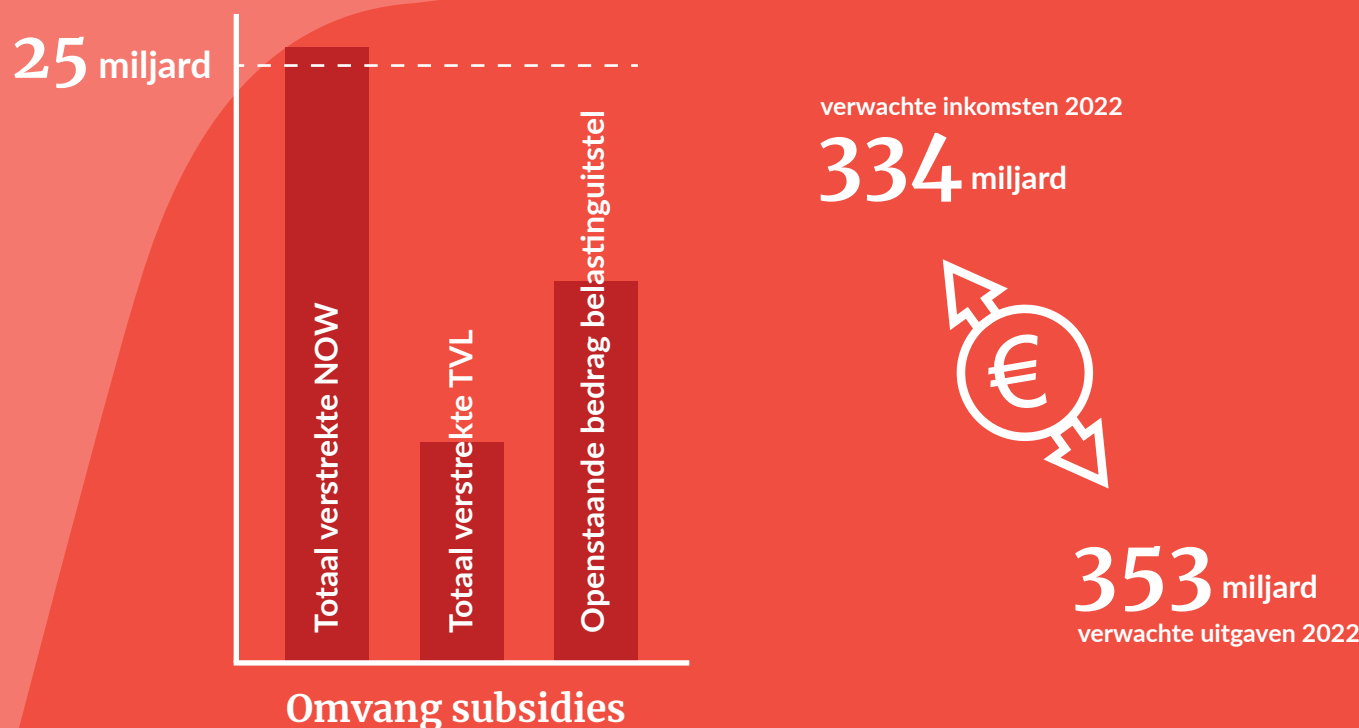 25 miljard
Totaal verstrekte NOW
Totaal verstrekte TVL
Openstaande bedrag belastinguitstel
Omvang subsidies
verwachte inkomsten 2022
334 miljard
€
353 miljard
verwachte uitgaven 2022